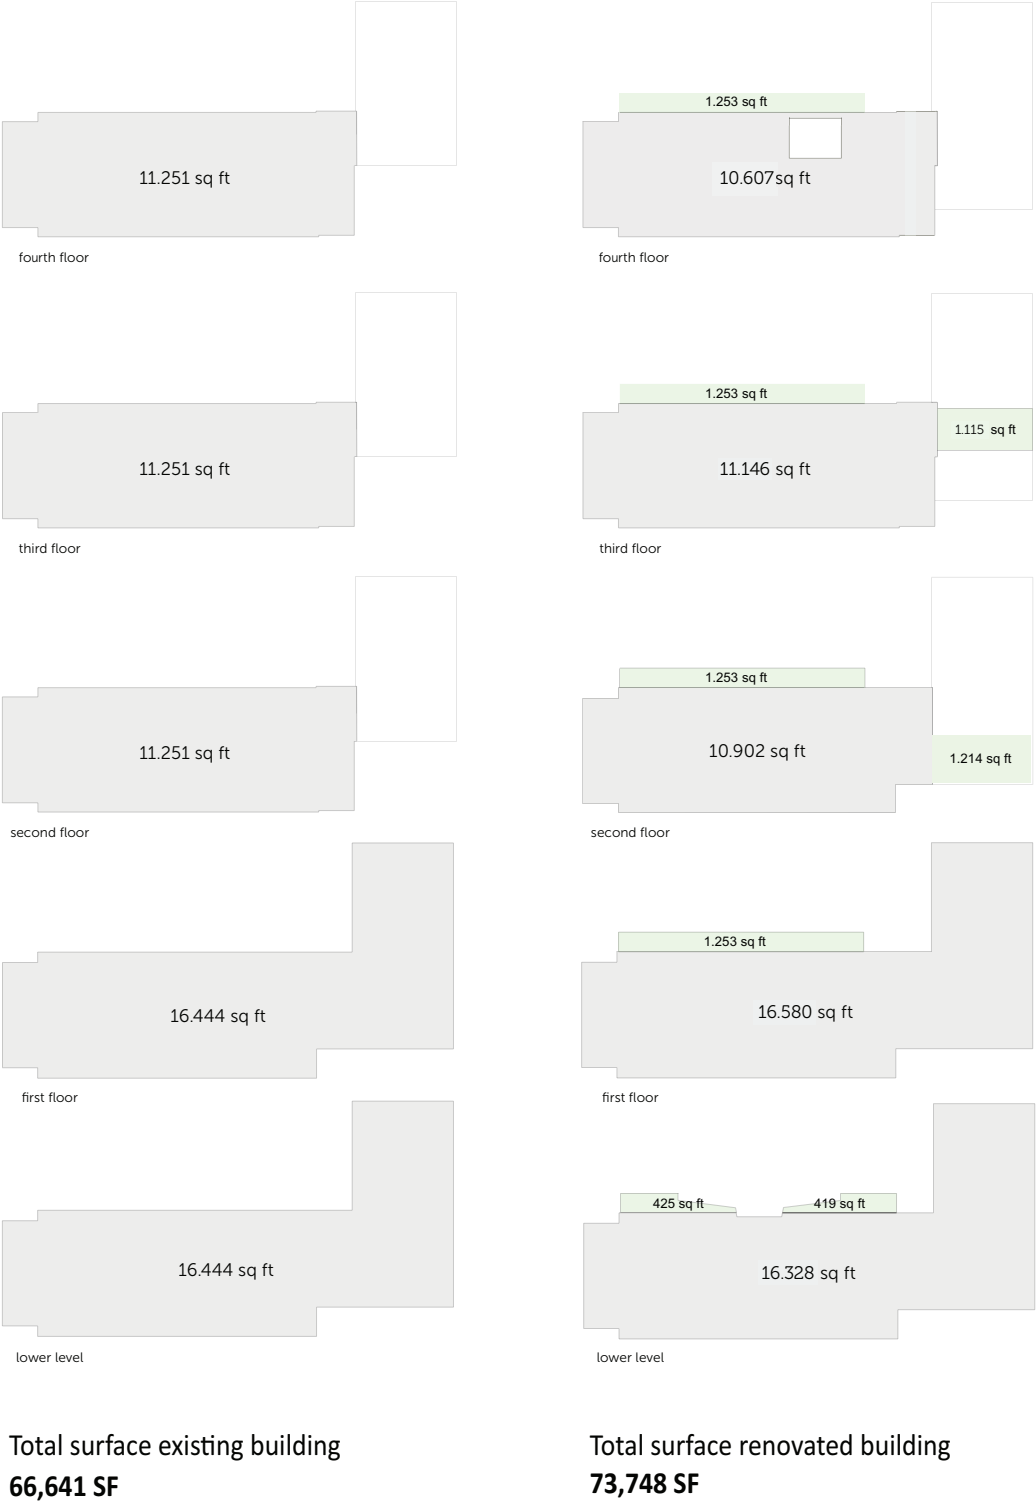 11.251 sq ft
fourth floor
11.251 sq ft
third floor
11.251 sq ft
second floor
16.444 sq ft
first floor
16.444 sq ft
lower level
Total surface existing building
66,641 SF
1.253 sq ft
10.607sq ft
fourth floor
1.253 sq ft
1.115 sq ft
11.146 sq ft
third floor
1.253 sq ft
10.902 sq ft
1.214 sq ft
second floor
1.253 sq ft
16.580 sq ft
first floor
425 sq ft
419 sq ft
16.328 sq ft
lower level
Total surface renovated building
73,748 SF